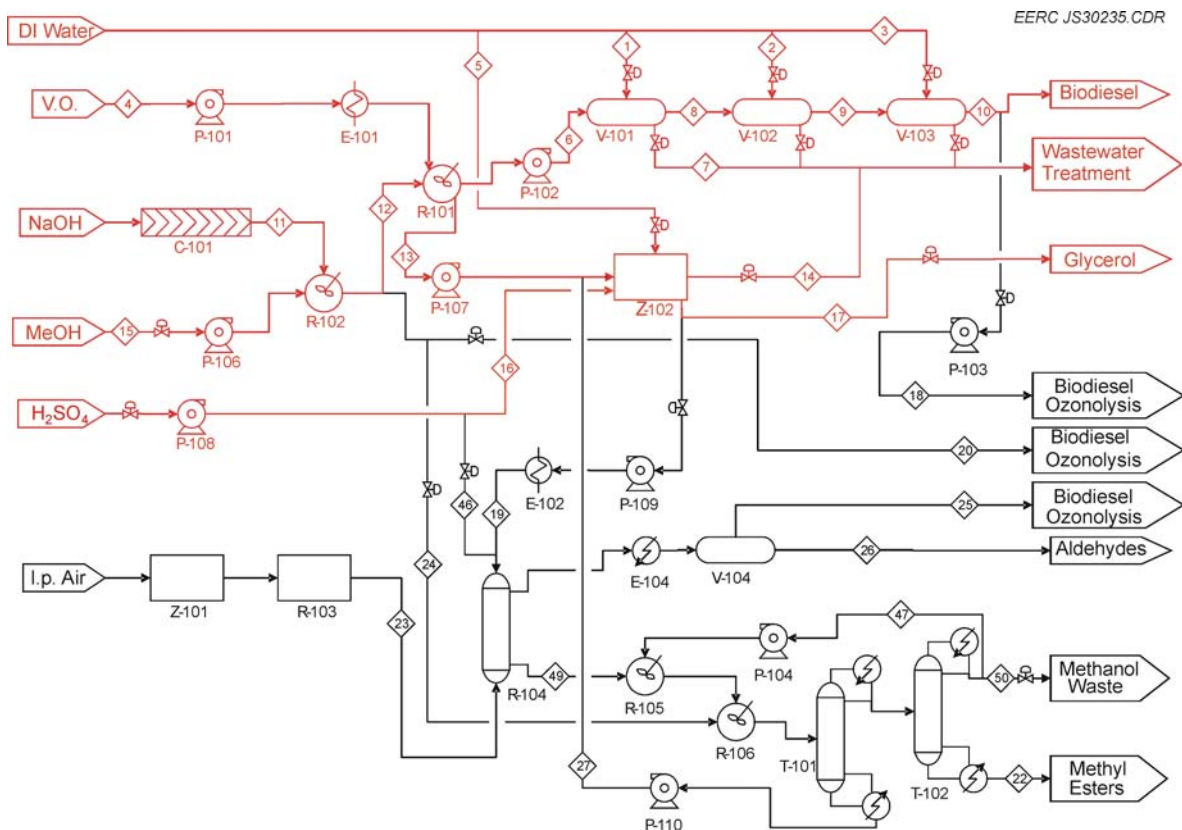 EERC JS30235.CDR
DI Water
1
2
3
5
V.O.
4
P-101
E-101
6
V-101
8
V-102
9
V-103
10
Biodiesel
P-102
7
Wastewater
Treatment
R-101
12
NaOH
C-101
11
13
P-107
Z-102
14
Glycerol
17
MeOH
15
P-106
R-102
P-103
16
18
Biodiesel
Ozonolysis
H₂SO₄
P-108
20
Biodiesel
Ozonolysis
46
19
E-102
P-109
25
Biodiesel
Ozonolysis
24
E-104
V-104
26
Aldehydes
I.p. Air
Z-101
R-103
23
R-104
49
R-105
P-104
47
50
Methanol
Waste
R-106
27
T-101
T-102
22
Methyl
Esters
P-110
D
D
D
D
D
D
D
D
D
D
D